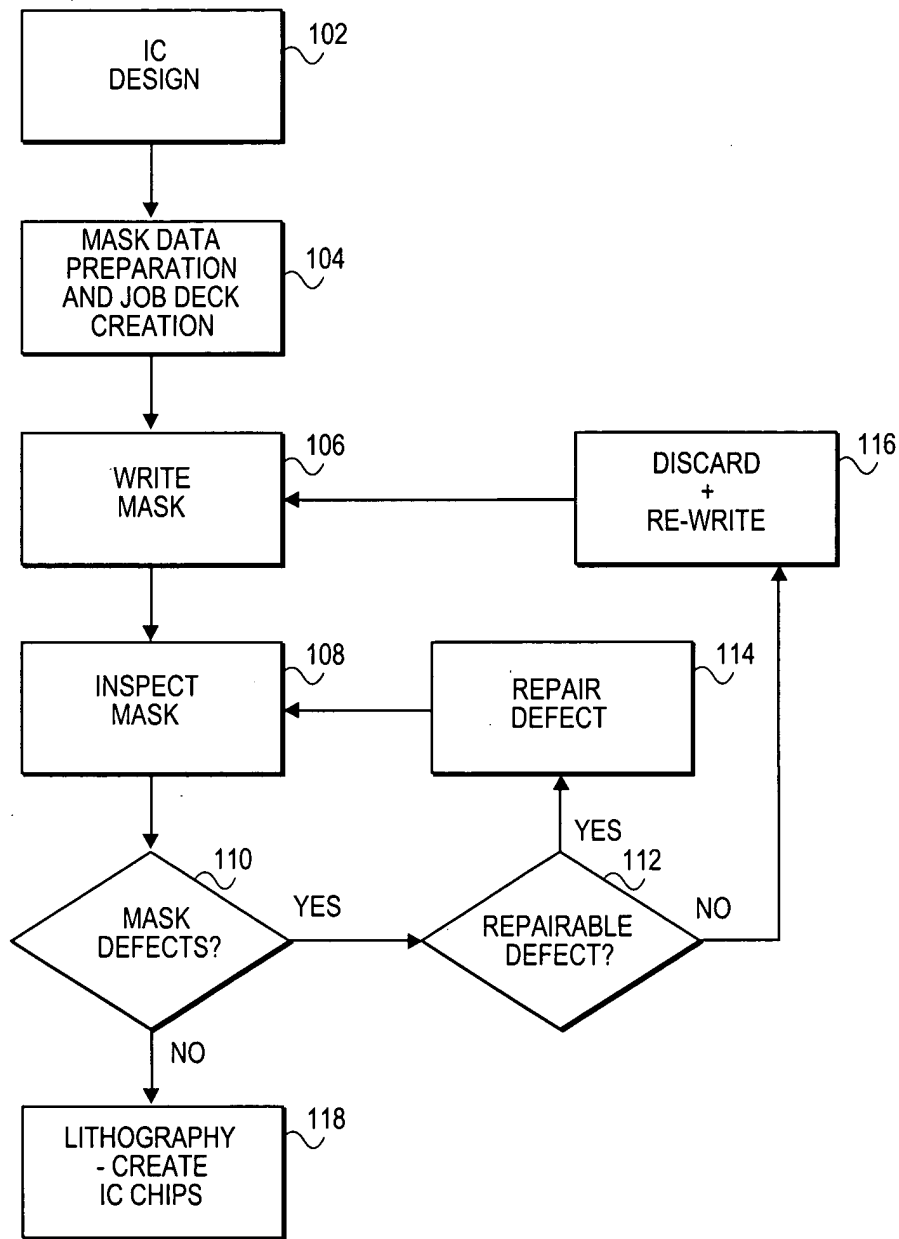 IC
DESIGN
102
MASK DATA
PREPARATION
AND JOB DECK
CREATION
104
WRITE
MASK
106
DISCARD
+
RE-WRITE
116
INSPECT
MASK
108
REPAIR
DEFECT
114
MASK
DEFECTS?
110
YES
REPAIRABLE
DEFECT?
112
YES
NO
NO
LITHOGRAPHY
- CREATE
IC CHIPS
118